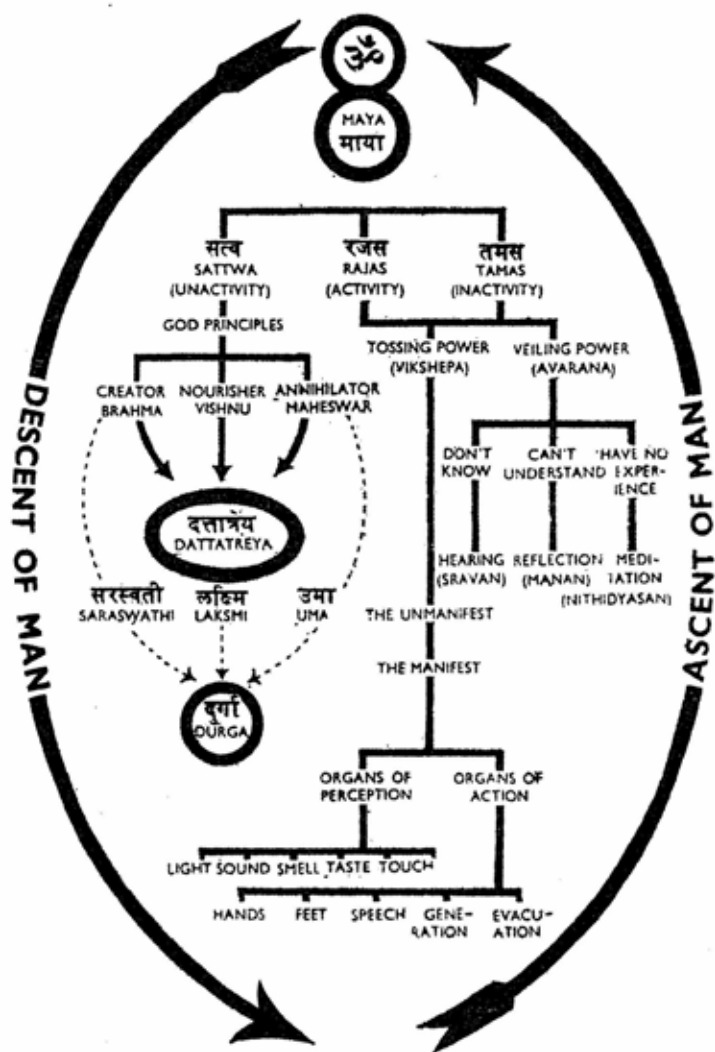 ॐ
MAYA
माया
सत्व
SATTWA
(UNACTIVITY)
रजस
RAJAS
(ACTIVITY)
तमस
TAMAS
(INACTIVITY)
GOD PRINCIPLES
TOSSING POWER
(VIKSHEPA)
VEILING POWER
(AVARANA)
CREATOR
BRAHMA
NOURISHER
VISHNU
ANNIHILATOR
MAHESWAR
DON'T
KNOW
CAN'T
UNDERSTAND
'HAVE NO
EXPER-
IENCE
दत्तात्रेय
DATTATREYA
HEARING
(SRAVAN)
REFLECTION
(MANAN)
MEDI-
TATION
(NITHIDYASAN)
सरस्वती
SARASWATHI
लक्ष्मि
LAKSHMI
उमा
UMA
THE UNMANIFEST
THE MANIFEST
दुर्गा
DURGA
ORGANS OF
PERCEPTION
ORGANS OF
ACTION
LIGHT SOUND SMELL TASTE TOUCH
HANDS FEET SPEECH GENE-
RATION EVACU-
ATION
DESCENT OF MAN
ASCENT OF MAN